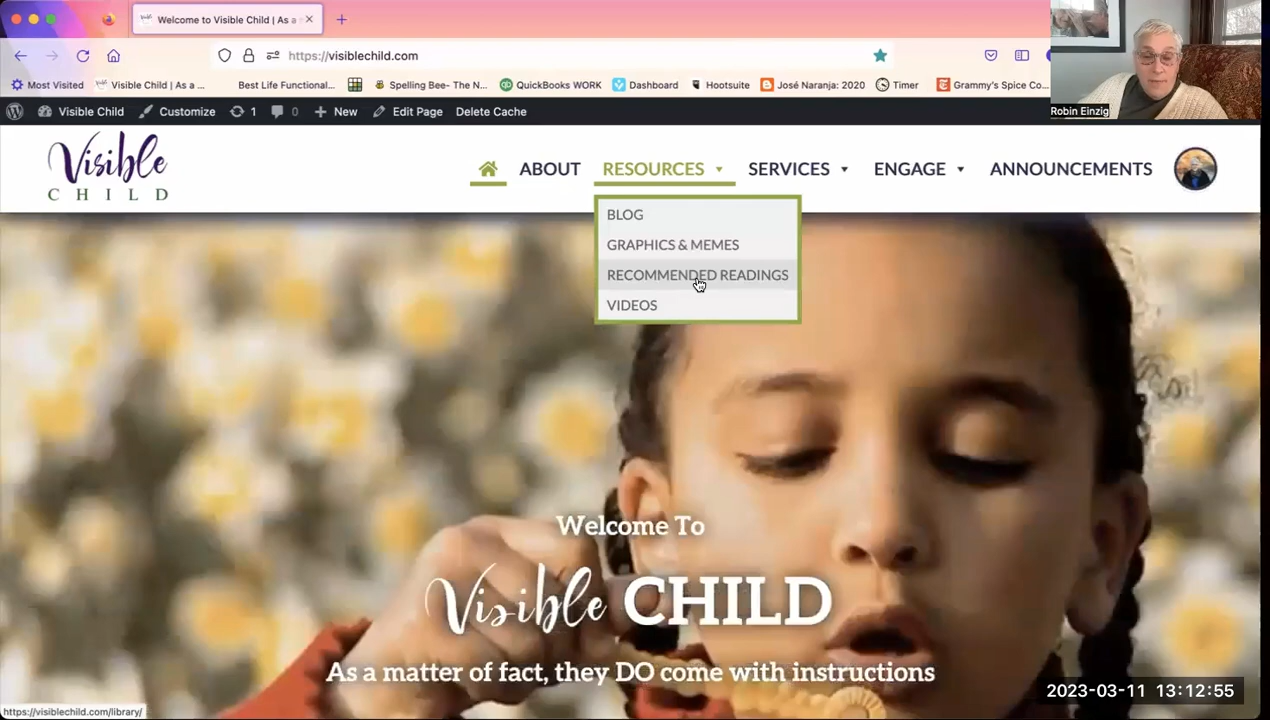 Welcome to Visible Child | As a
https://visiblechild.com
Most Visited
Visible Child | As a ...
Best Life Functional...
Spelling Bee- The N...
QuickBooks WORK
Dashboard
Hootsuite
José Naranja: 2020
Timer
Grammy's Spice Co...
Robin Einzig
Visible Child
Customize
1
0
New
Edit Page
Delete Cache
Visible
CHILD
ABOUT
RESOURCES
SERVICES
ENGAGE
ANNOUNCEMENTS
BLOG
GRAPHICS & MEMES
RECOMMENDED READINGS
VIDEOS
Welcome To
Visible CHILD
As a matter of fact, they DO come with instructions
2023-03-11 13:12:55
https://visiblechild.com/library/